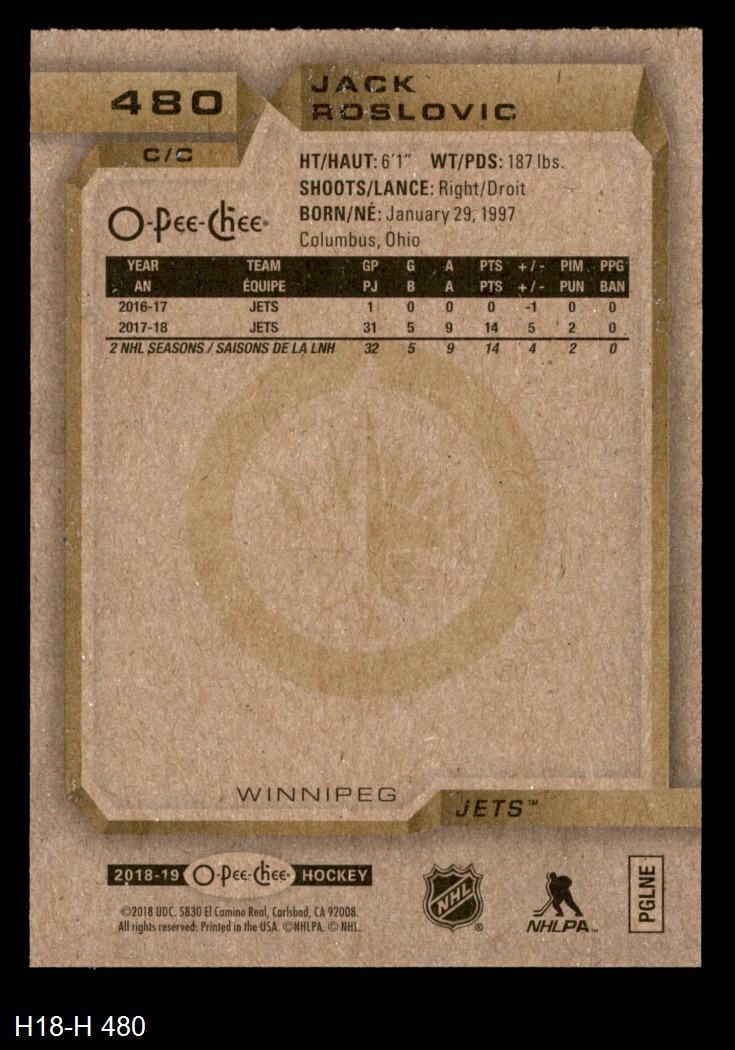 480
JACK
ROSLOVIC
C/C
HT/HAUT: 6'1" WT/PDS: 187 lbs.
SHOOTS/LANCE: Right/Droit
BORN/NÉ: January 29, 1997
Columbus, Ohio
O-Pee-Chee
YEAR TEAM GP G A PTS +/- PIM PPG
AN ÉQUIPE PJ B A PTS +/- PUN BAN
2016-17 JETS 1 0 0 0 -1 0 0
2017-18 JETS 31 5 9 14 5 2 0
2 NHL SEASONS / SAISONS DE LA LNH 32 5 9 14 4 2 0
WINNIPEG
JETS™
2018-19 O-Pee-Chee HOCKEY
©2018 UDC. 5830 El Camino Real, Carlsbad, CA 92008.
All rights reserved. Printed in the USA. ©NHLPA. © NHL.
NHL ®
NHLPA™
PGLNE
H18-H 480